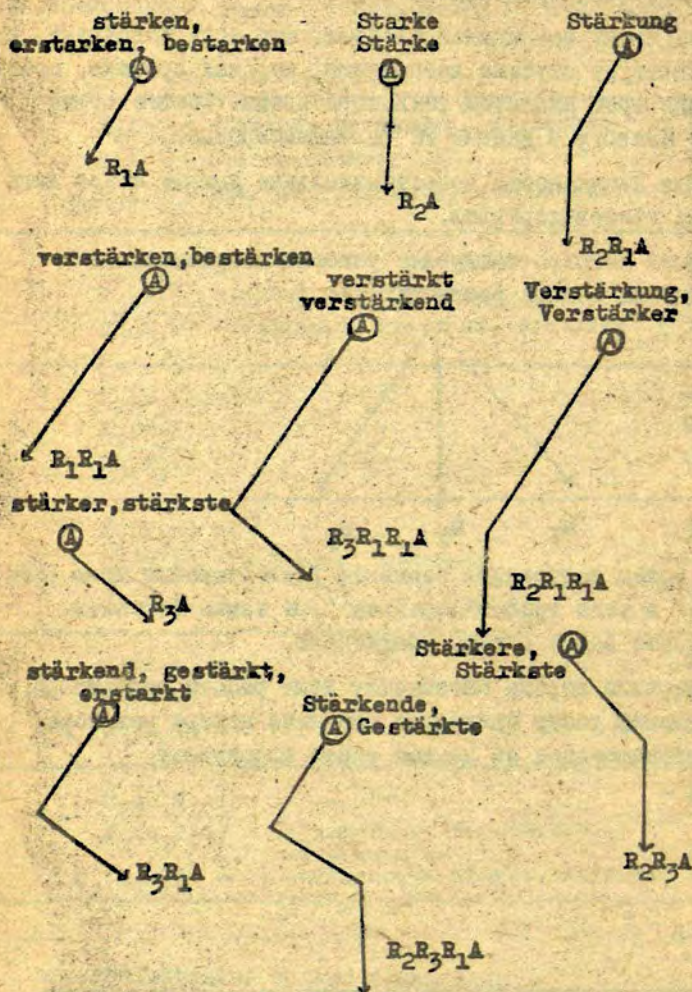 stärken,
erstarken, bestarken
Ⓐ
R₁A
Starke
Stärke
Ⓐ
R₂A
Stärkung
Ⓐ
R₂R₁A
verstärken, bestärken
Ⓐ
R₁R₁A
verstärkt
verstärkend
Ⓐ
R₃R₁R₁A
Verstärkung,
Verstärker
Ⓐ
R₂R₁R₁A
stärker, stärkste
Ⓐ
R₃A
stärkend, gestärkt,
erstarkt
Ⓐ
R₃R₁A
Stärkende,
Ⓐ Gestärkte
R₂R₃R₁A
Stärkere, Ⓐ
Stärkste
R₂R₃A